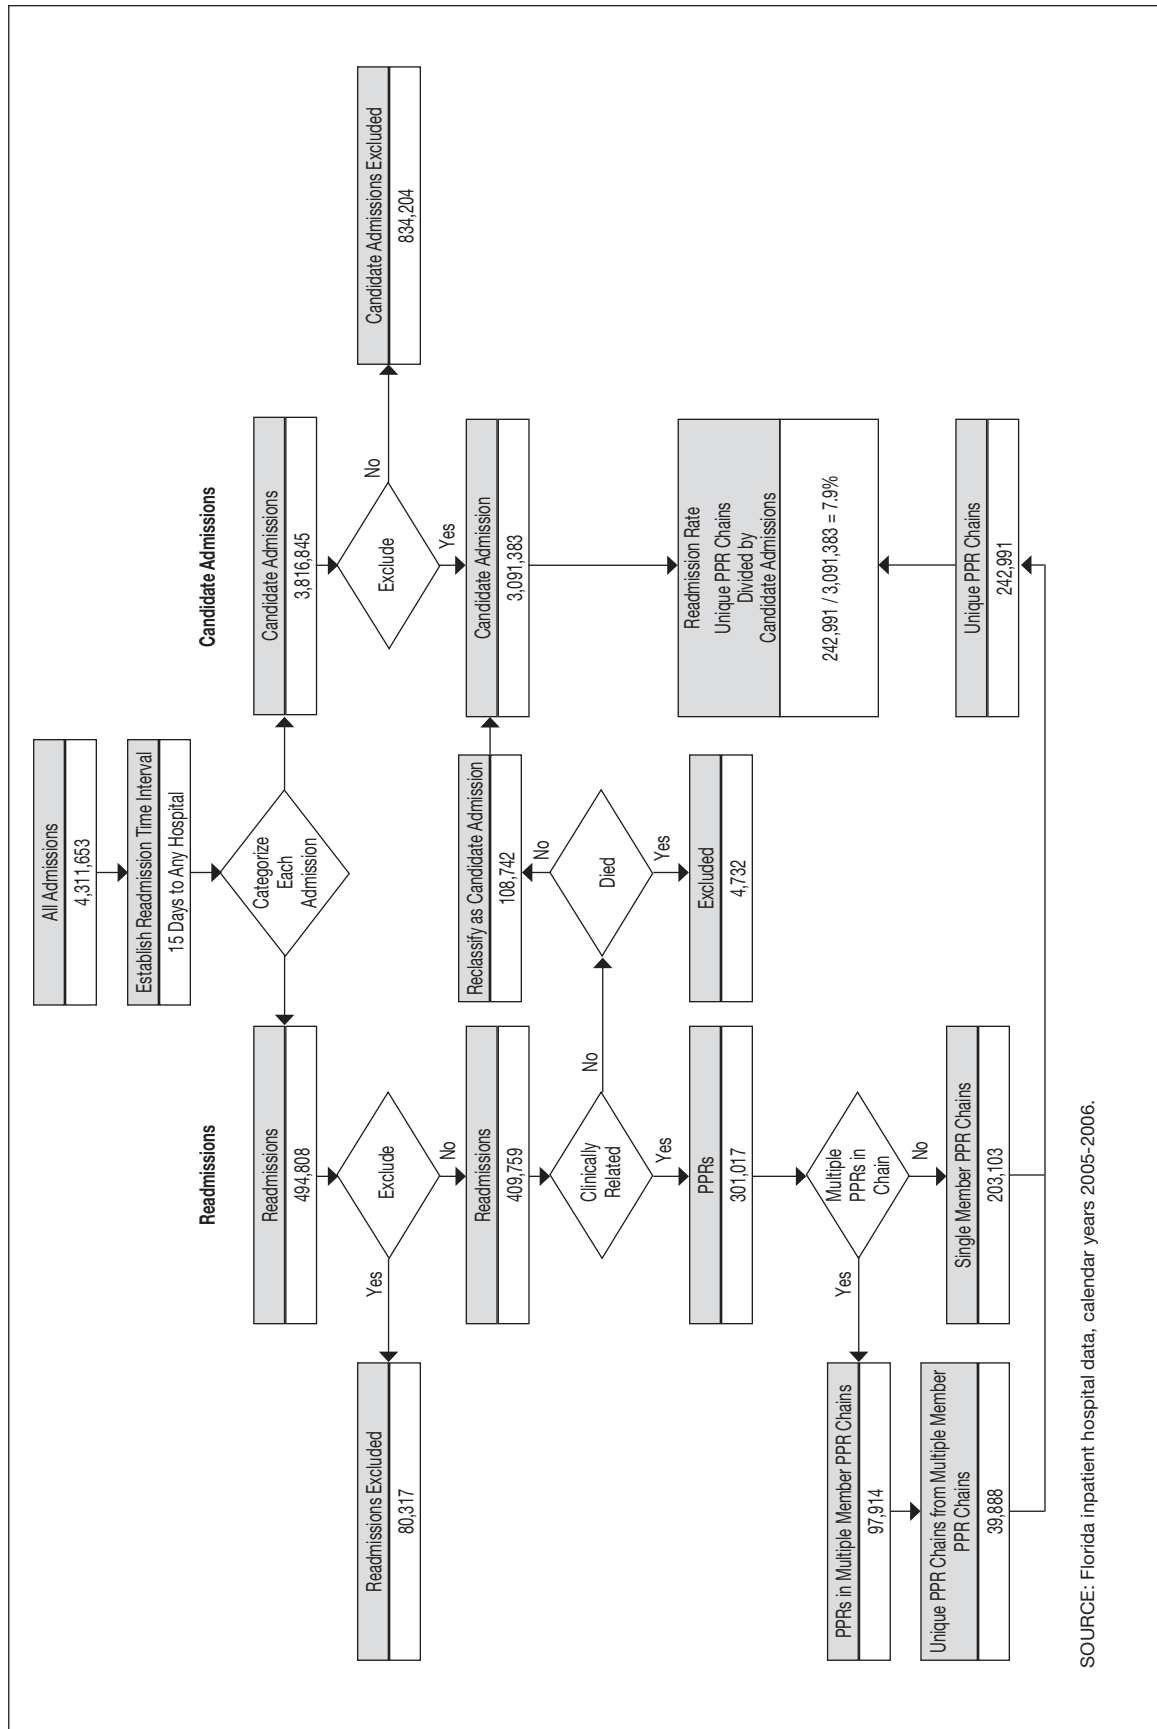 All Admissions
4,311,653
Establish Readmission Time Interval
15 Days to Any Hospital
Categorize
Each
Admission
Readmissions
Readmissions
494,808
Exclude
Yes
No
Readmissions Excluded
80,317
Readmissions
409,759
Clinically
Related
No
Yes
Died
No
Yes
Reclassify as Candidate Admission
108,742
Excluded
4,732
PPRs
301,017
Multiple
PPRs in
Chain
Yes
No
PPRs in Multiple Member PPR Chains
97,914
Unique PPR Chains from Multiple Member
PPR Chains
39,888
Single Member PPR Chains
203,103
Candidate Admissions
Candidate Admissions
3,816,845
Exclude
No
Yes
Candidate Admissions Excluded
834,204
Candidate Admission
3,091,383
Readmission Rate
Unique PPR Chains
Divided by
Candidate Admissions
242,991 / 3,091,383 = 7.9%
Unique PPR Chains
242,991
SOURCE: Florida inpatient hospital data, calendar years 2005-2006.